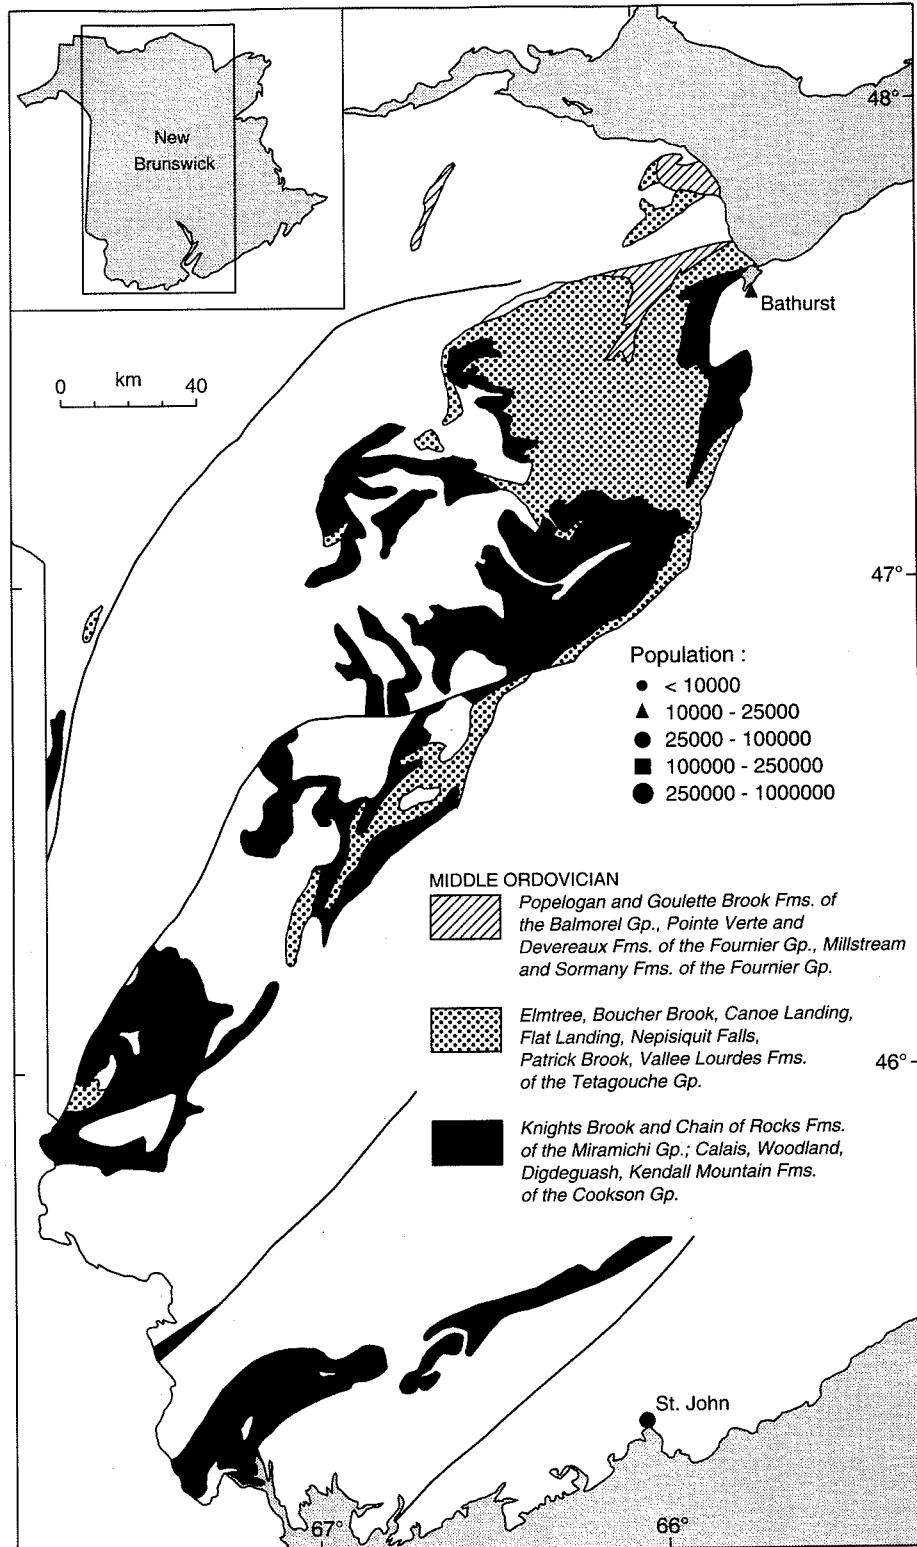 New
Brunswick
48°
Bathurst
0 km 40
47°
Population :
< 10000
10000 - 25000
25000 - 100000
100000 - 250000
250000 - 1000000
MIDDLE ORDOVICIAN
Popelogan and Goulette Brook Fms. of
the Balmorel Gp., Pointe Verte and
Devereaux Fms. of the Fournier Gp., Millstream
and Sormany Fms. of the Fournier Gp.
Elmtree, Boucher Brook, Canoe Landing,
Flat Landing, Nepisiquit Falls,
Patrick Brook, Vallee Lourdes Fms.
of the Tetagouche Gp.
46°
Knights Brook and Chain of Rocks Fms.
of the Miramichi Gp.; Calais, Woodland,
Digdeguash, Kendall Mountain Fms.
of the Cookson Gp.
St. John
67°
66°